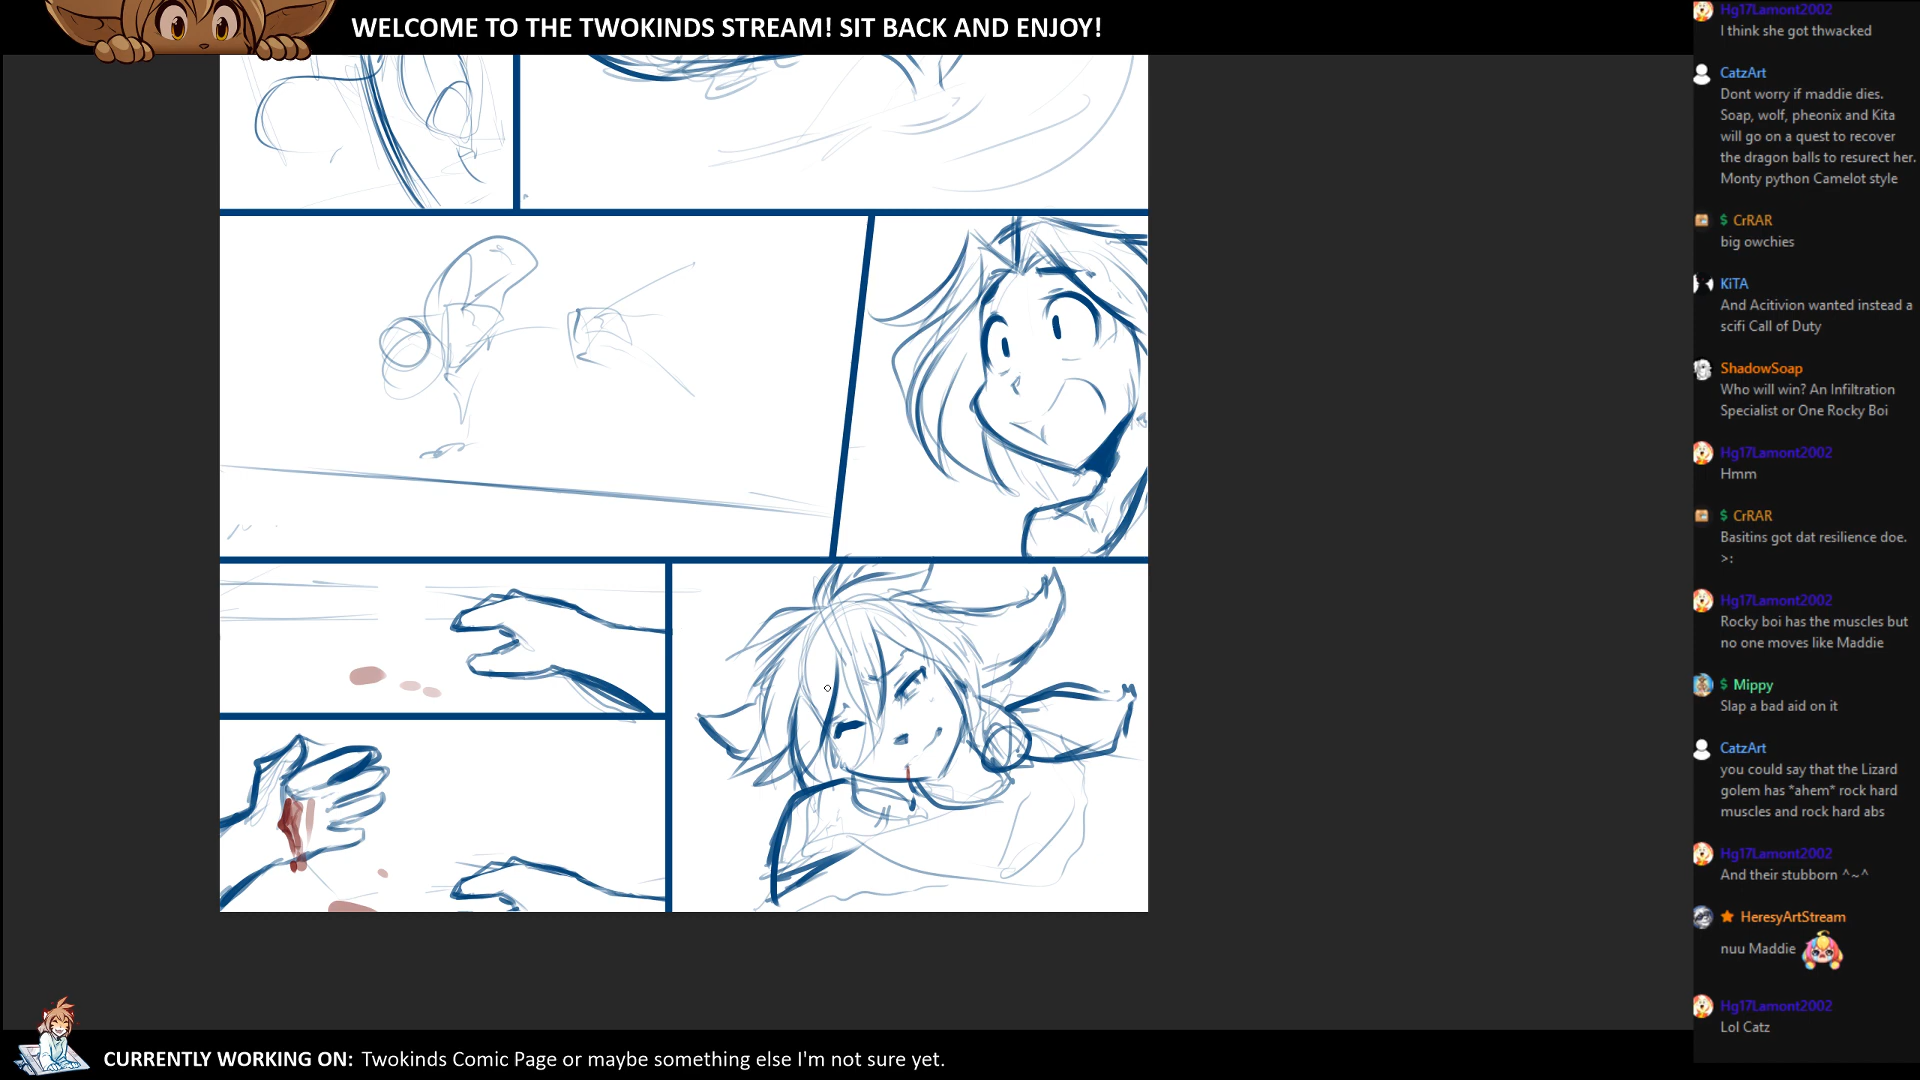 WELCOME TO THE TWOKINDS STREAM! SIT BACK AND ENJOY!
Hg17Lamont2002
I think she got thwacked
CatzArt
Dont worry if maddie dies.
Soap, wolf, pheonix and Kita
will go on a quest to recover
the dragon balls to resurect her.
Monty python Camelot style
$ CrRAR
big owchies
KiTA
And Acitivion wanted instead a
scifi Call of Duty
ShadowSoap
Who will win? An Infiltration
Specialist or One Rocky Boi
Hg17Lamont2002
Hmm
$ CrRAR
Basitins got dat resilience doe.
>:
Hg17Lamont2002
Rocky boi has the muscles but
no one moves like Maddie
$ Mippy
Slap a bad aid on it
CatzArt
you could say that the Lizard
golem has *ahem* rock hard
muscles and rock hard abs
Hg17Lamont2002
And their stubborn ^~^
HeresyArtStream
nuu Maddie
Hg17Lamont2002
Lol Catz
CURRENTLY WORKING ON: Twokinds Comic Page or maybe something else I'm not sure yet.